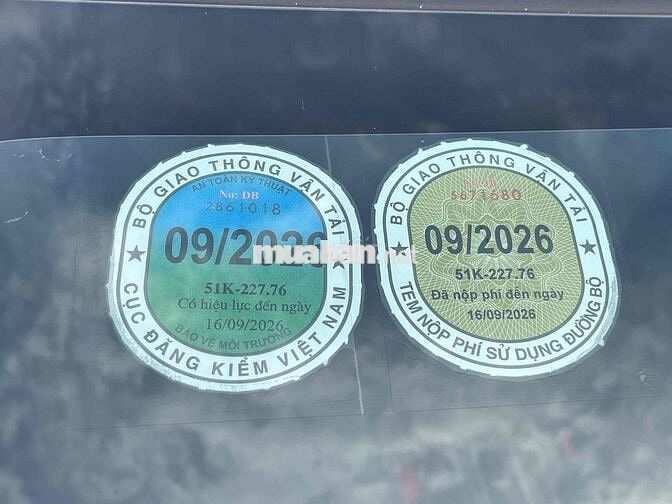 BỘ GIAO THÔNG VẬN TẢI
AN TOÀN KỸ THUẬT
No: DB
2861018
09/2026
51K-227.76
Có hiệu lực đến ngày
16/09/2026
BẢO VỆ MÔI TRƯỜNG
CỤC ĐĂNG KIỂM VIỆT NAM
BỘ GIAO THÔNG VẬN TẢI
6671680
09/2026
51K-227.76
Đã nộp phí đến ngày
16/09/2026
TEM NỘP PHÍ SỬ DỤNG ĐƯỜNG BỘ
muaban.net